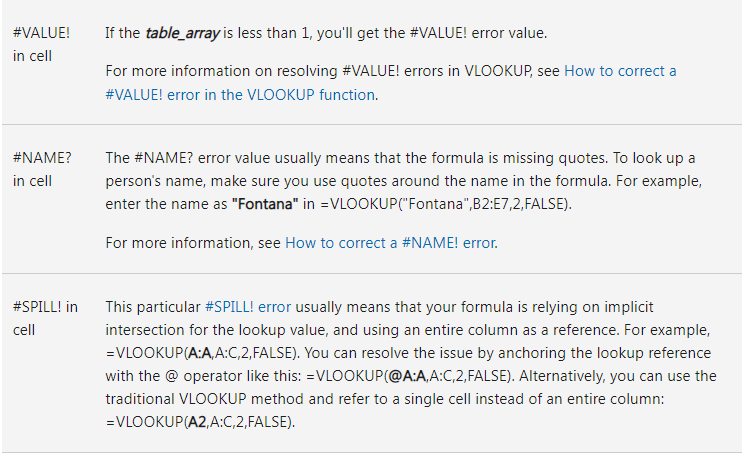 #VALUE! in cell
If the table_array is less than 1, you'll get the #VALUE! error value.
For more information on resolving #VALUE! errors in VLOOKUP, see How to correct a
#VALUE! error in the VLOOKUP function.
#NAME? in cell
The #NAME? error value usually means that the formula is missing quotes. To look up a
person's name, make sure you use quotes around the name in the formula. For example,
enter the name as "Fontana" in =VLOOKUP("Fontana",B2:E7,2,FALSE).
For more information, see How to correct a #NAME! error.
#SPILL! in cell
This particular #SPILL! error usually means that your formula is relying on implicit
intersection for the lookup value, and using an entire column as a reference. For example,
=VLOOKUP(A:A,A:C,2,FALSE). You can resolve the issue by anchoring the lookup reference
with the @ operator like this: =VLOOKUP(@A:A,A:C,2,FALSE). Alternatively, you can use the
traditional VLOOKUP method and refer to a single cell instead of an entire column:
=VLOOKUP(A2,A:C,2,FALSE).